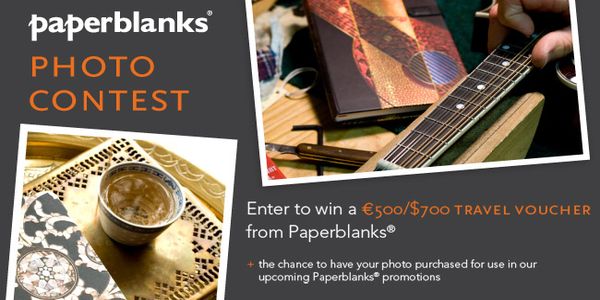 paperblanks®
PHOTO
CONTEST
Enter to win a €500/$700 TRAVEL VOUCHER
from Paperblanks®
+ the chance to have your photo purchased for use in our
upcoming Paperblanks® promotions